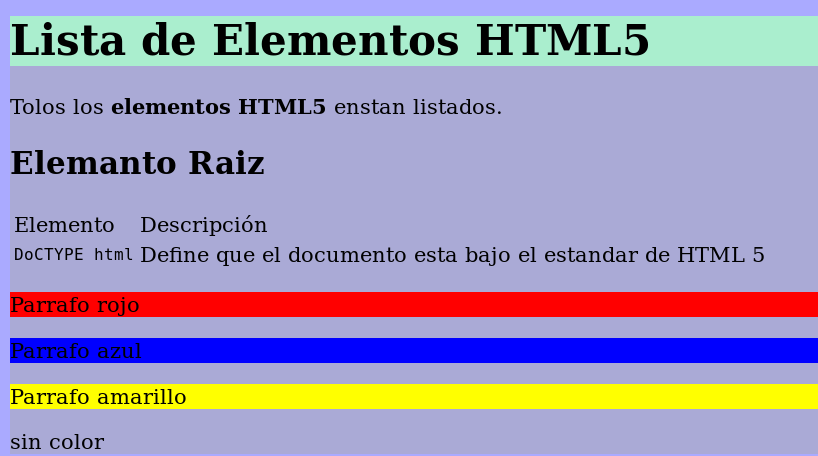 Lista de Elementos HTML5
Tolos los elementos HTML5 enstan listados.
Elemanto Raiz
Elemento Descripción
DoCTYPE html Define que el documento esta bajo el estandar de HTML 5
Parrafo rojo
Parrafo azul
Parrafo amarillo
sin color